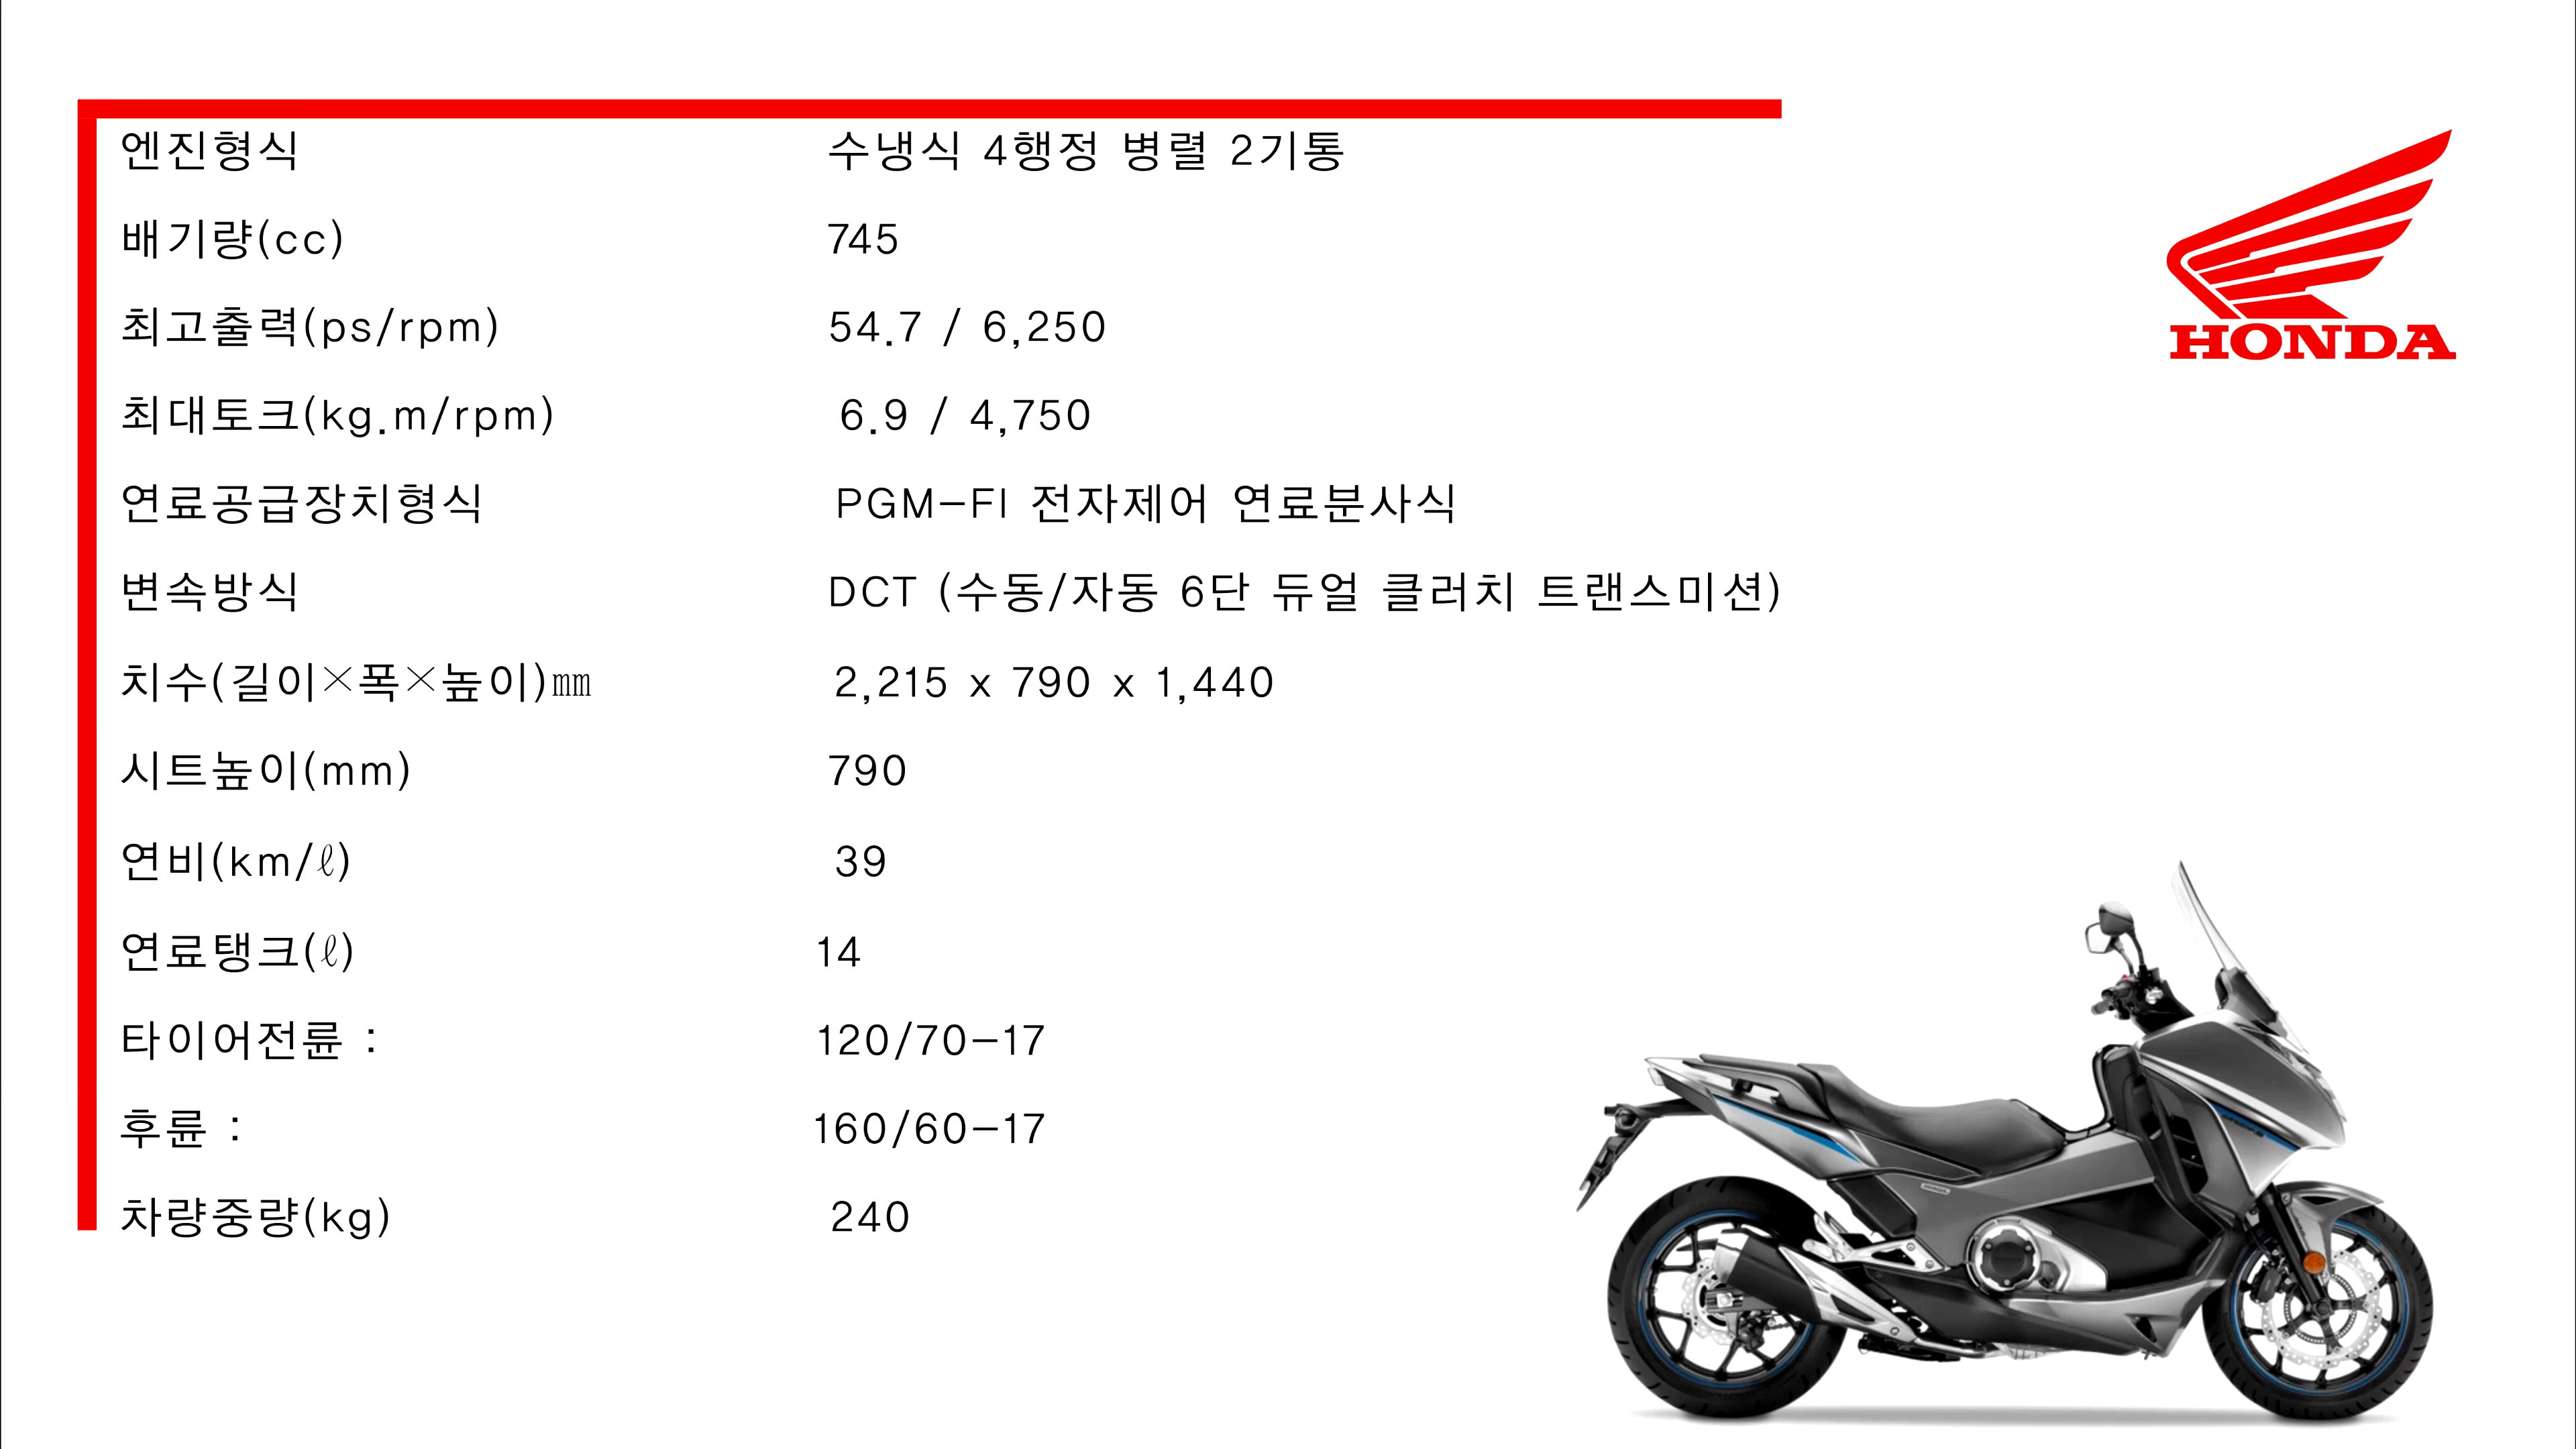 엔진형식 수냉식 4행정 병렬 2기통
배기량(cc) 745
최고출력(ps/rpm) 54.7 / 6,250
최대토크(kg.m/rpm) 6.9 / 4,750
연료공급장치형식 PGM-FI 전자제어 연료분사식
변속방식 DCT (수동/자동 6단 듀얼 클러치 트랜스미션)
치수(길이×폭×높이)㎜ 2,215 x 790 x 1,440
시트높이(mm) 790
연비(km/ℓ) 39
연료탱크(ℓ) 14
타이어전륜 : 120/70-17
후륜 : 160/60-17
차량중량(kg) 240
HONDA